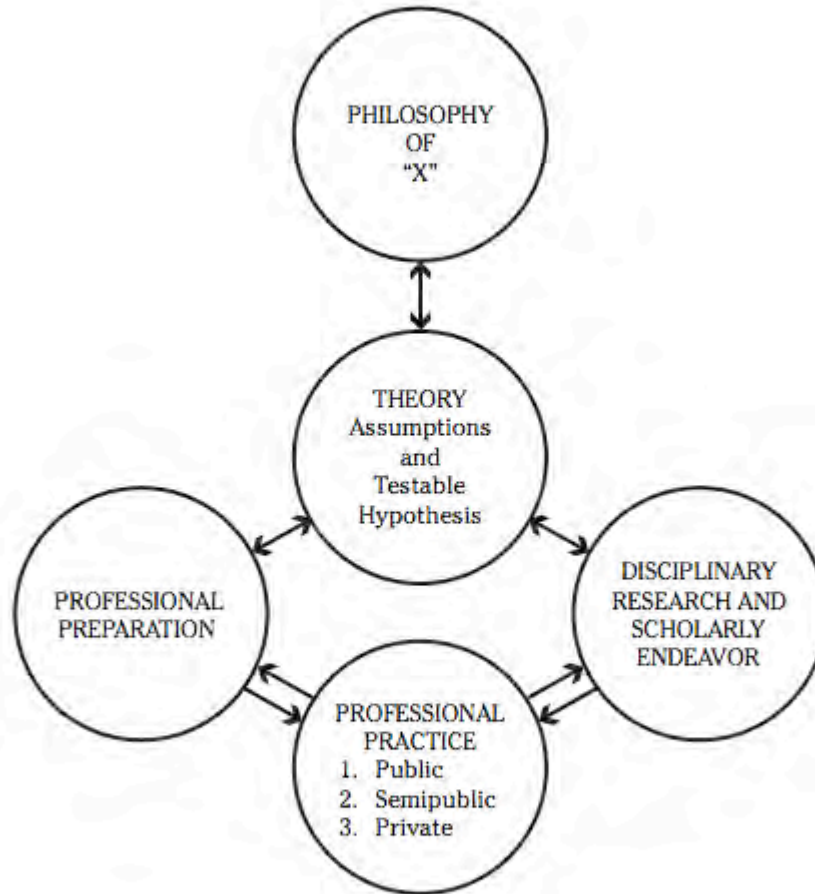 PHILOSOPHY
OF
“X”
THEORY
Assumptions
and
Testable
Hypothesis
PROFESSIONAL
PREPARATION
DISCIPLINARY
RESEARCH AND
SCHOLARLY
ENDEAVOR
PROFESSIONAL
PRACTICE
1. Public
2. Semipublic
3. Private